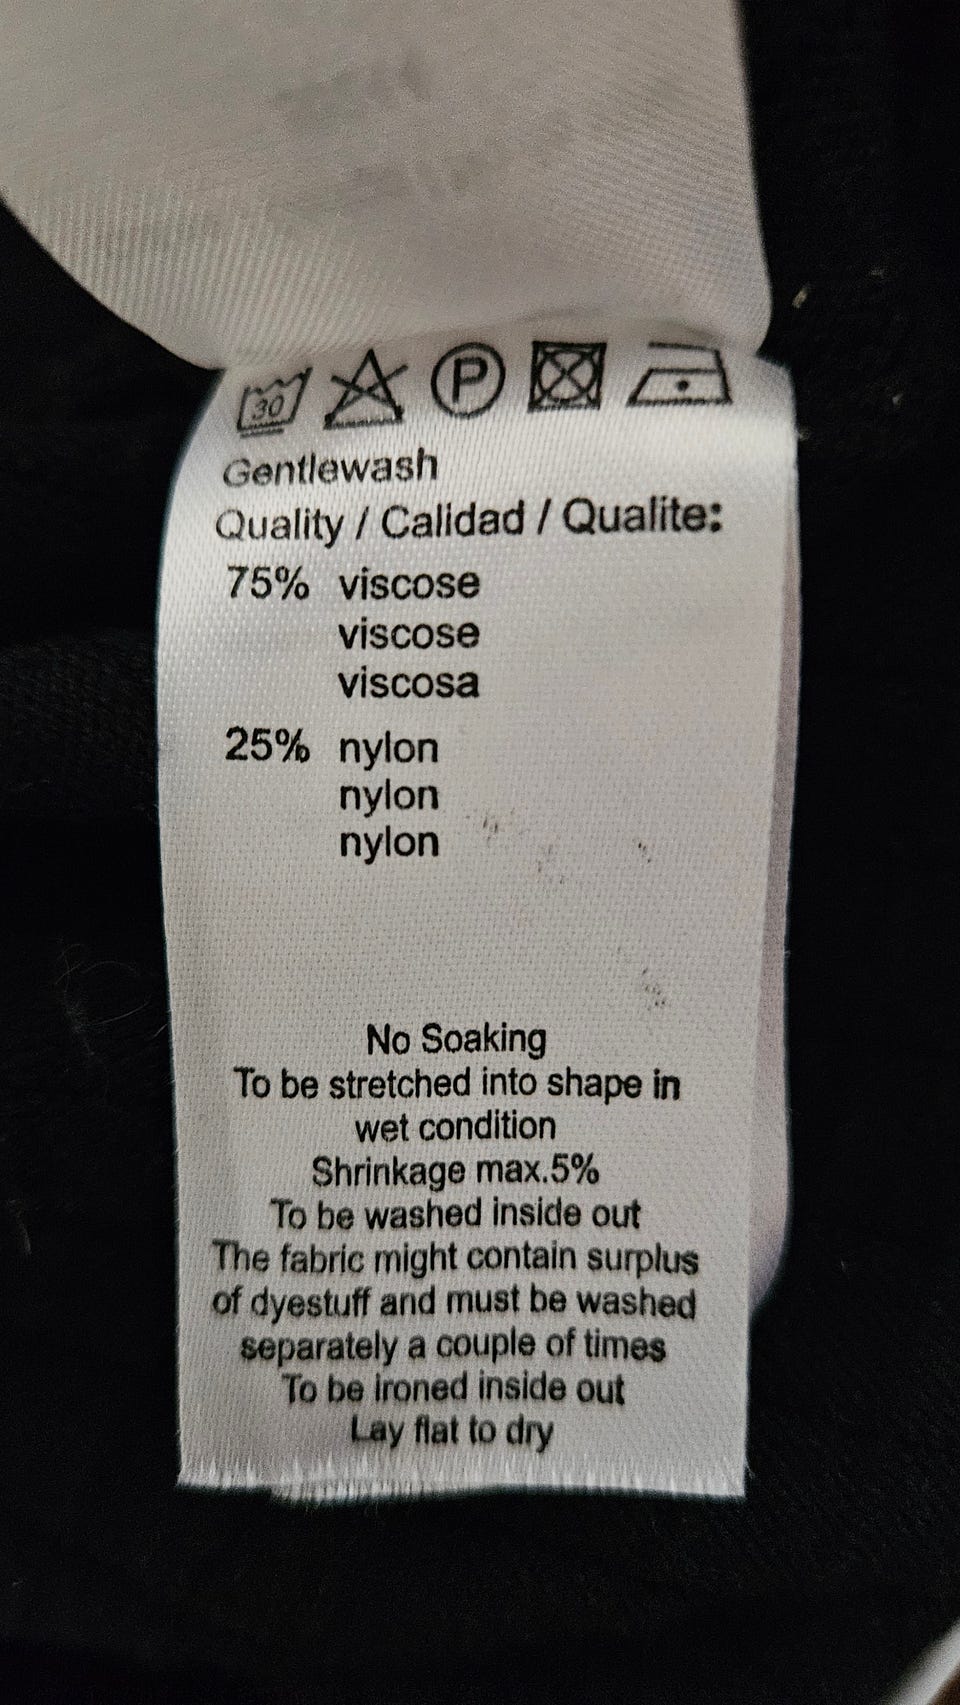 30 P
Gentlewash
Quality / Calidad / Qualite:
75% viscose
viscose
viscosa
25% nylon
nylon
nylon
No Soaking
To be stretched into shape in
wet condition
Shrinkage max.5%
To be washed inside out
The fabric might contain surplus
of dyestuff and must be washed
separately a couple of times
To be ironed inside out
Lay flat to dry